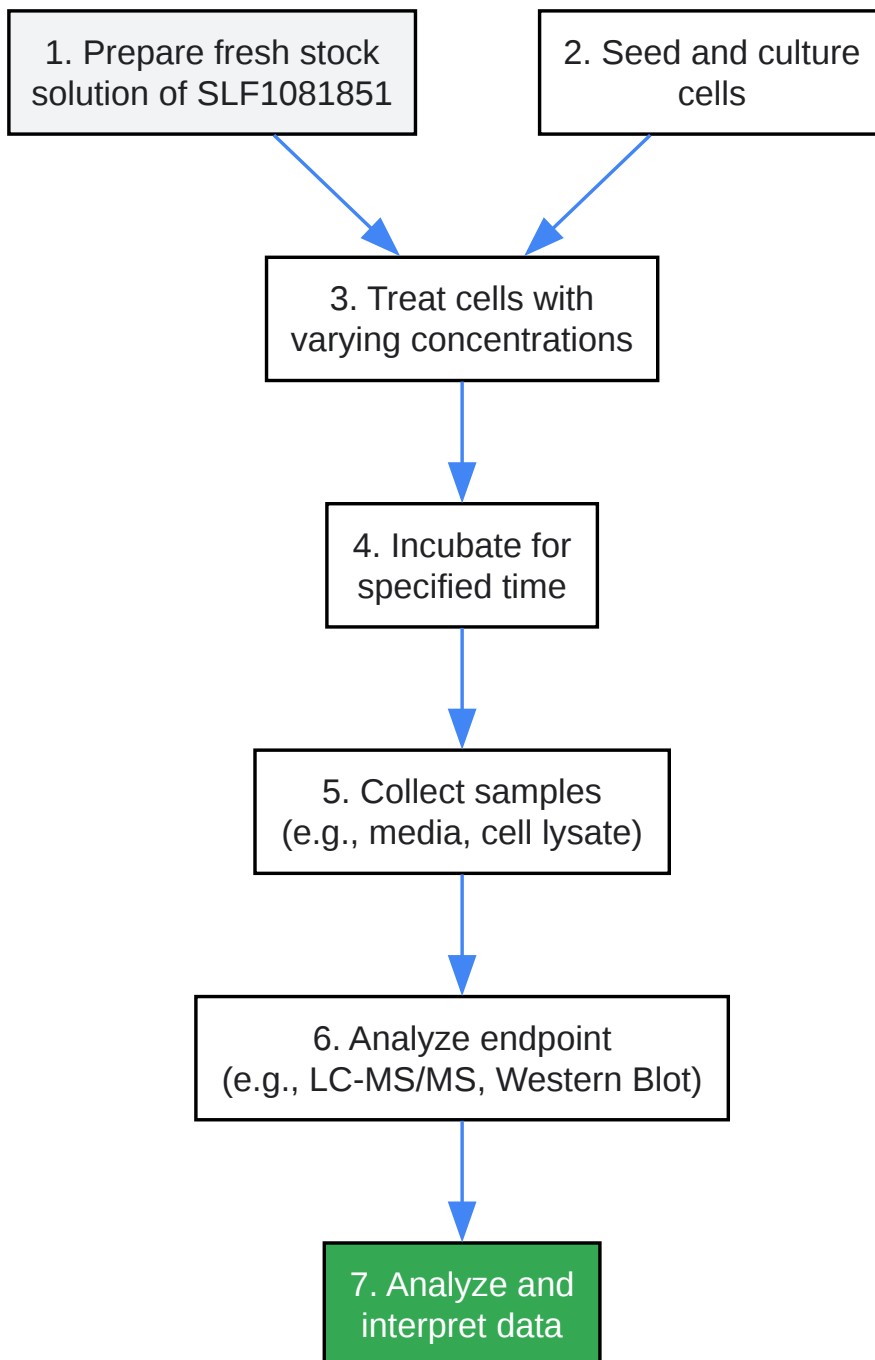 1. Prepare fresh stock
solution of SLF1081851
2. Seed and culture
cells
3. Treat cells with
varying concentrations
4. Incubate for
specified time
5. Collect samples
(e.g., media, cell lysate)
6. Analyze endpoint
(e.g., LC-MS/MS, Western Blot)
7. Analyze and
interpret data